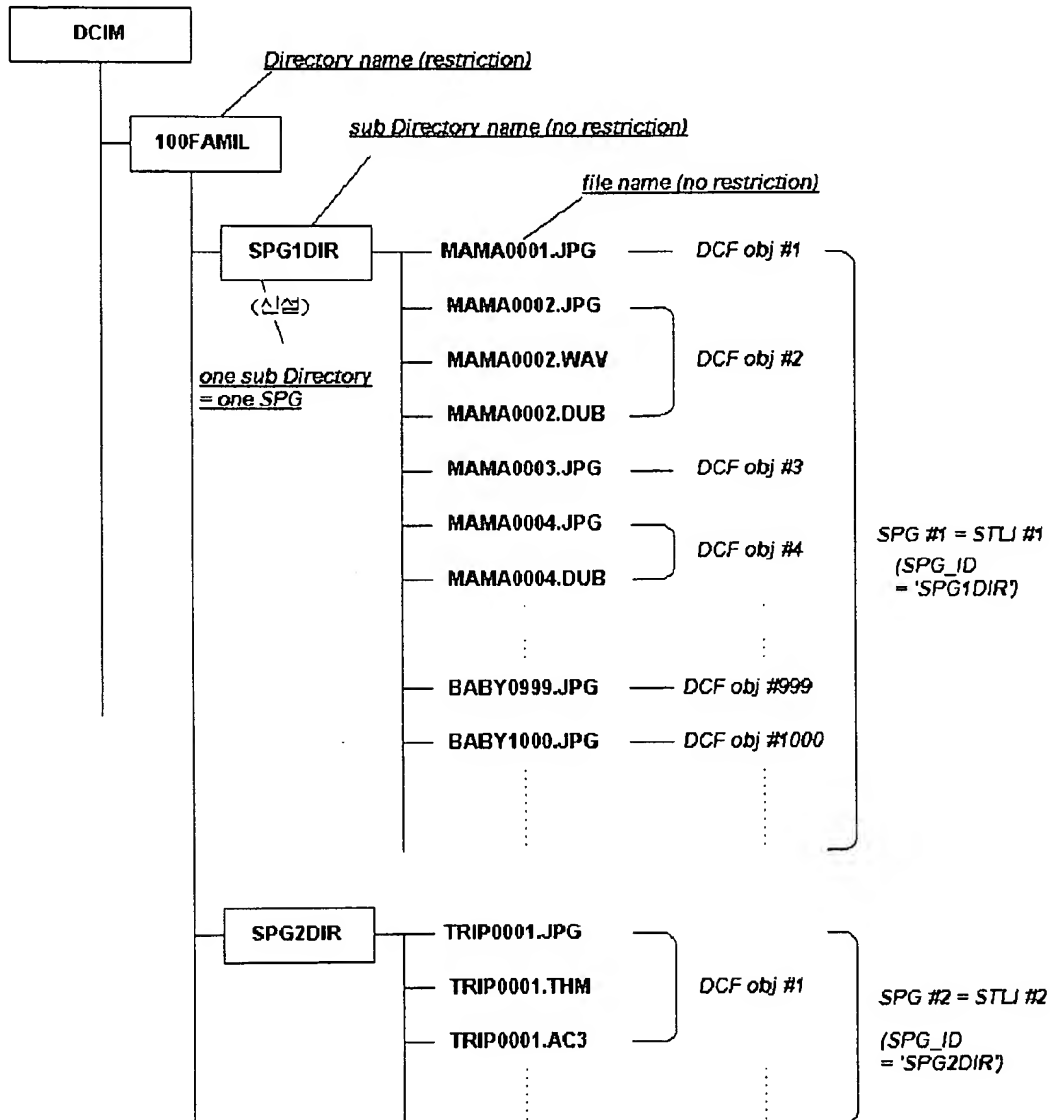 DCIM
Directory name (restriction)
100FAMIL
sub Directory name (no restriction)
file name (no restriction)
SPG1DIR
(신설)
one sub Directory
= one SPG
MAMA0001.JPG
DCF obj #1
MAMA0002.JPG
MAMA0002.WAV
DCF obj #2
MAMA0002.DUB
MAMA0003.JPG
DCF obj #3
MAMA0004.JPG
DCF obj #4
MAMA0004.DUB
SPG #1 = STLI #1
(SPG_ID
= 'SPG1DIR')
BABY0999.JPG
DCF obj #999
BABY1000.JPG
DCF obj #1000
SPG2DIR
TRIP0001.JPG
TRIP0001.THM
DCF obj #1
TRIP0001.AC3
SPG #2 = STLI #2
(SPG_ID
= 'SPG2DIR')